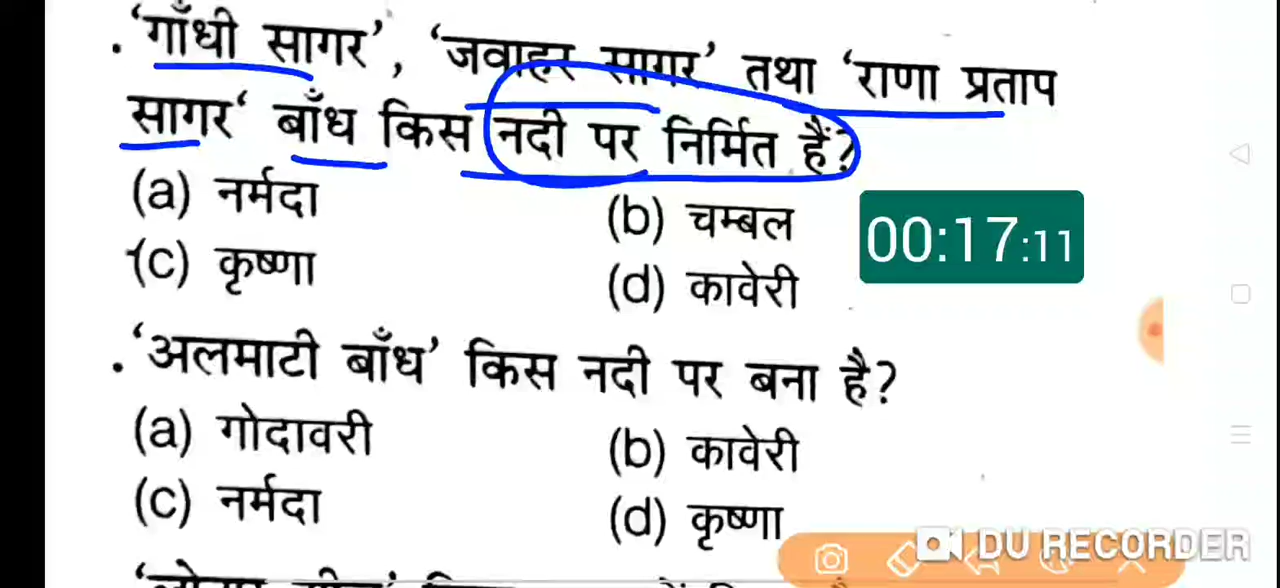 . 'गाँधी सागर', 'जवाहर सागर' तथा 'राणा प्रताप
सागर' बाँध किस नदी पर निर्मित हैं?
(a) नर्मदा
(b) चम्बल
(c) कृष्णा
(d) कावेरी
00:17:11
. 'अलमाटी बाँध' किस नदी पर बना है?
(a) गोदावरी
(b) कावेरी
(c) नर्मदा
(d) कृष्णा
DU RECORDER